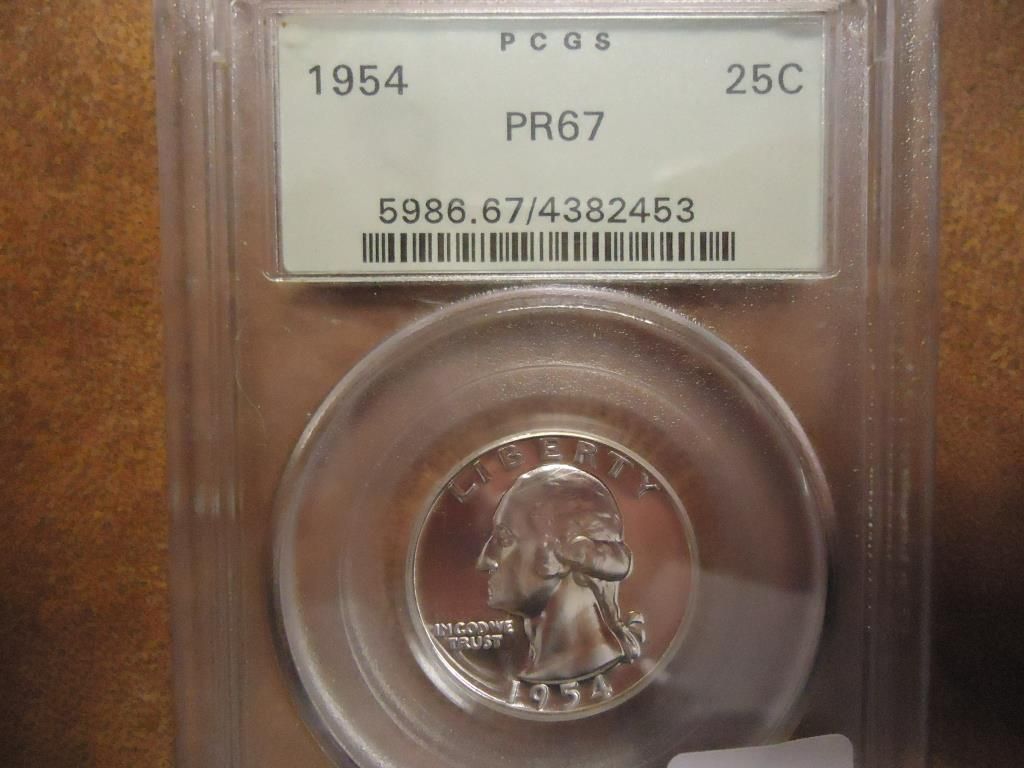 PCGS
1954 25C
PR67
5986.67/4382453
LIBERTY
IN GOD WE
TRUST
1954